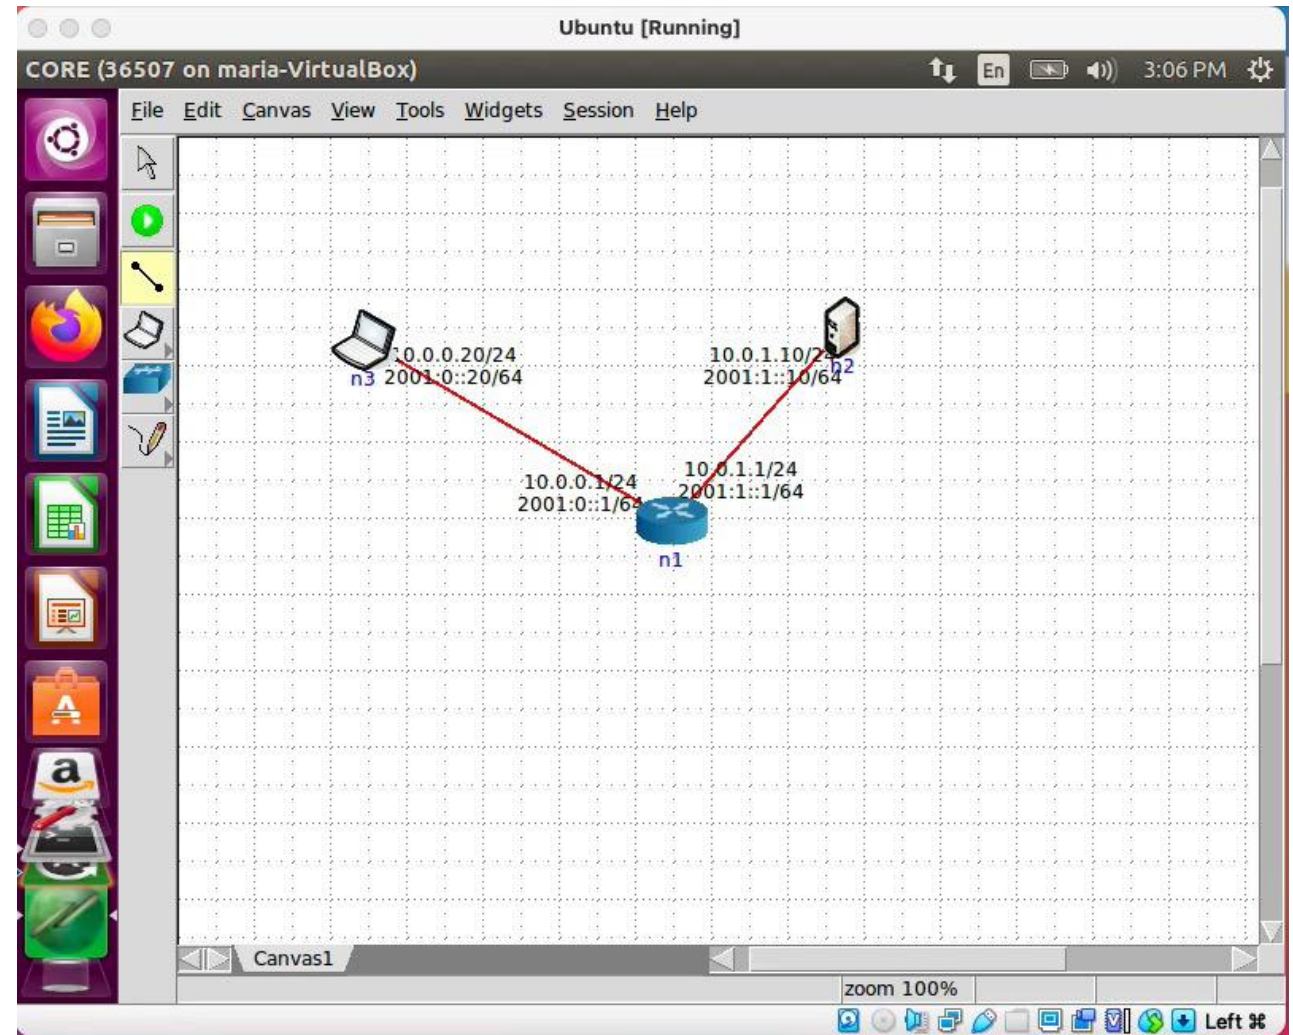 Ubuntu [Running]
CORE (36507 on maria-VirtualBox)
En
3:06 PM
File Edit Canvas View Tools Widgets Session Help
10.0.0.20/24
2001:0::20/64
n3
10.0.1.10/24
2001:1::10/64
n2
10.0.0.1/24
2001:0::1/64
10.0.1.1/24
2001:1::1/64
n1
A
a
Canvas1
zoom 100%
Left ⌘